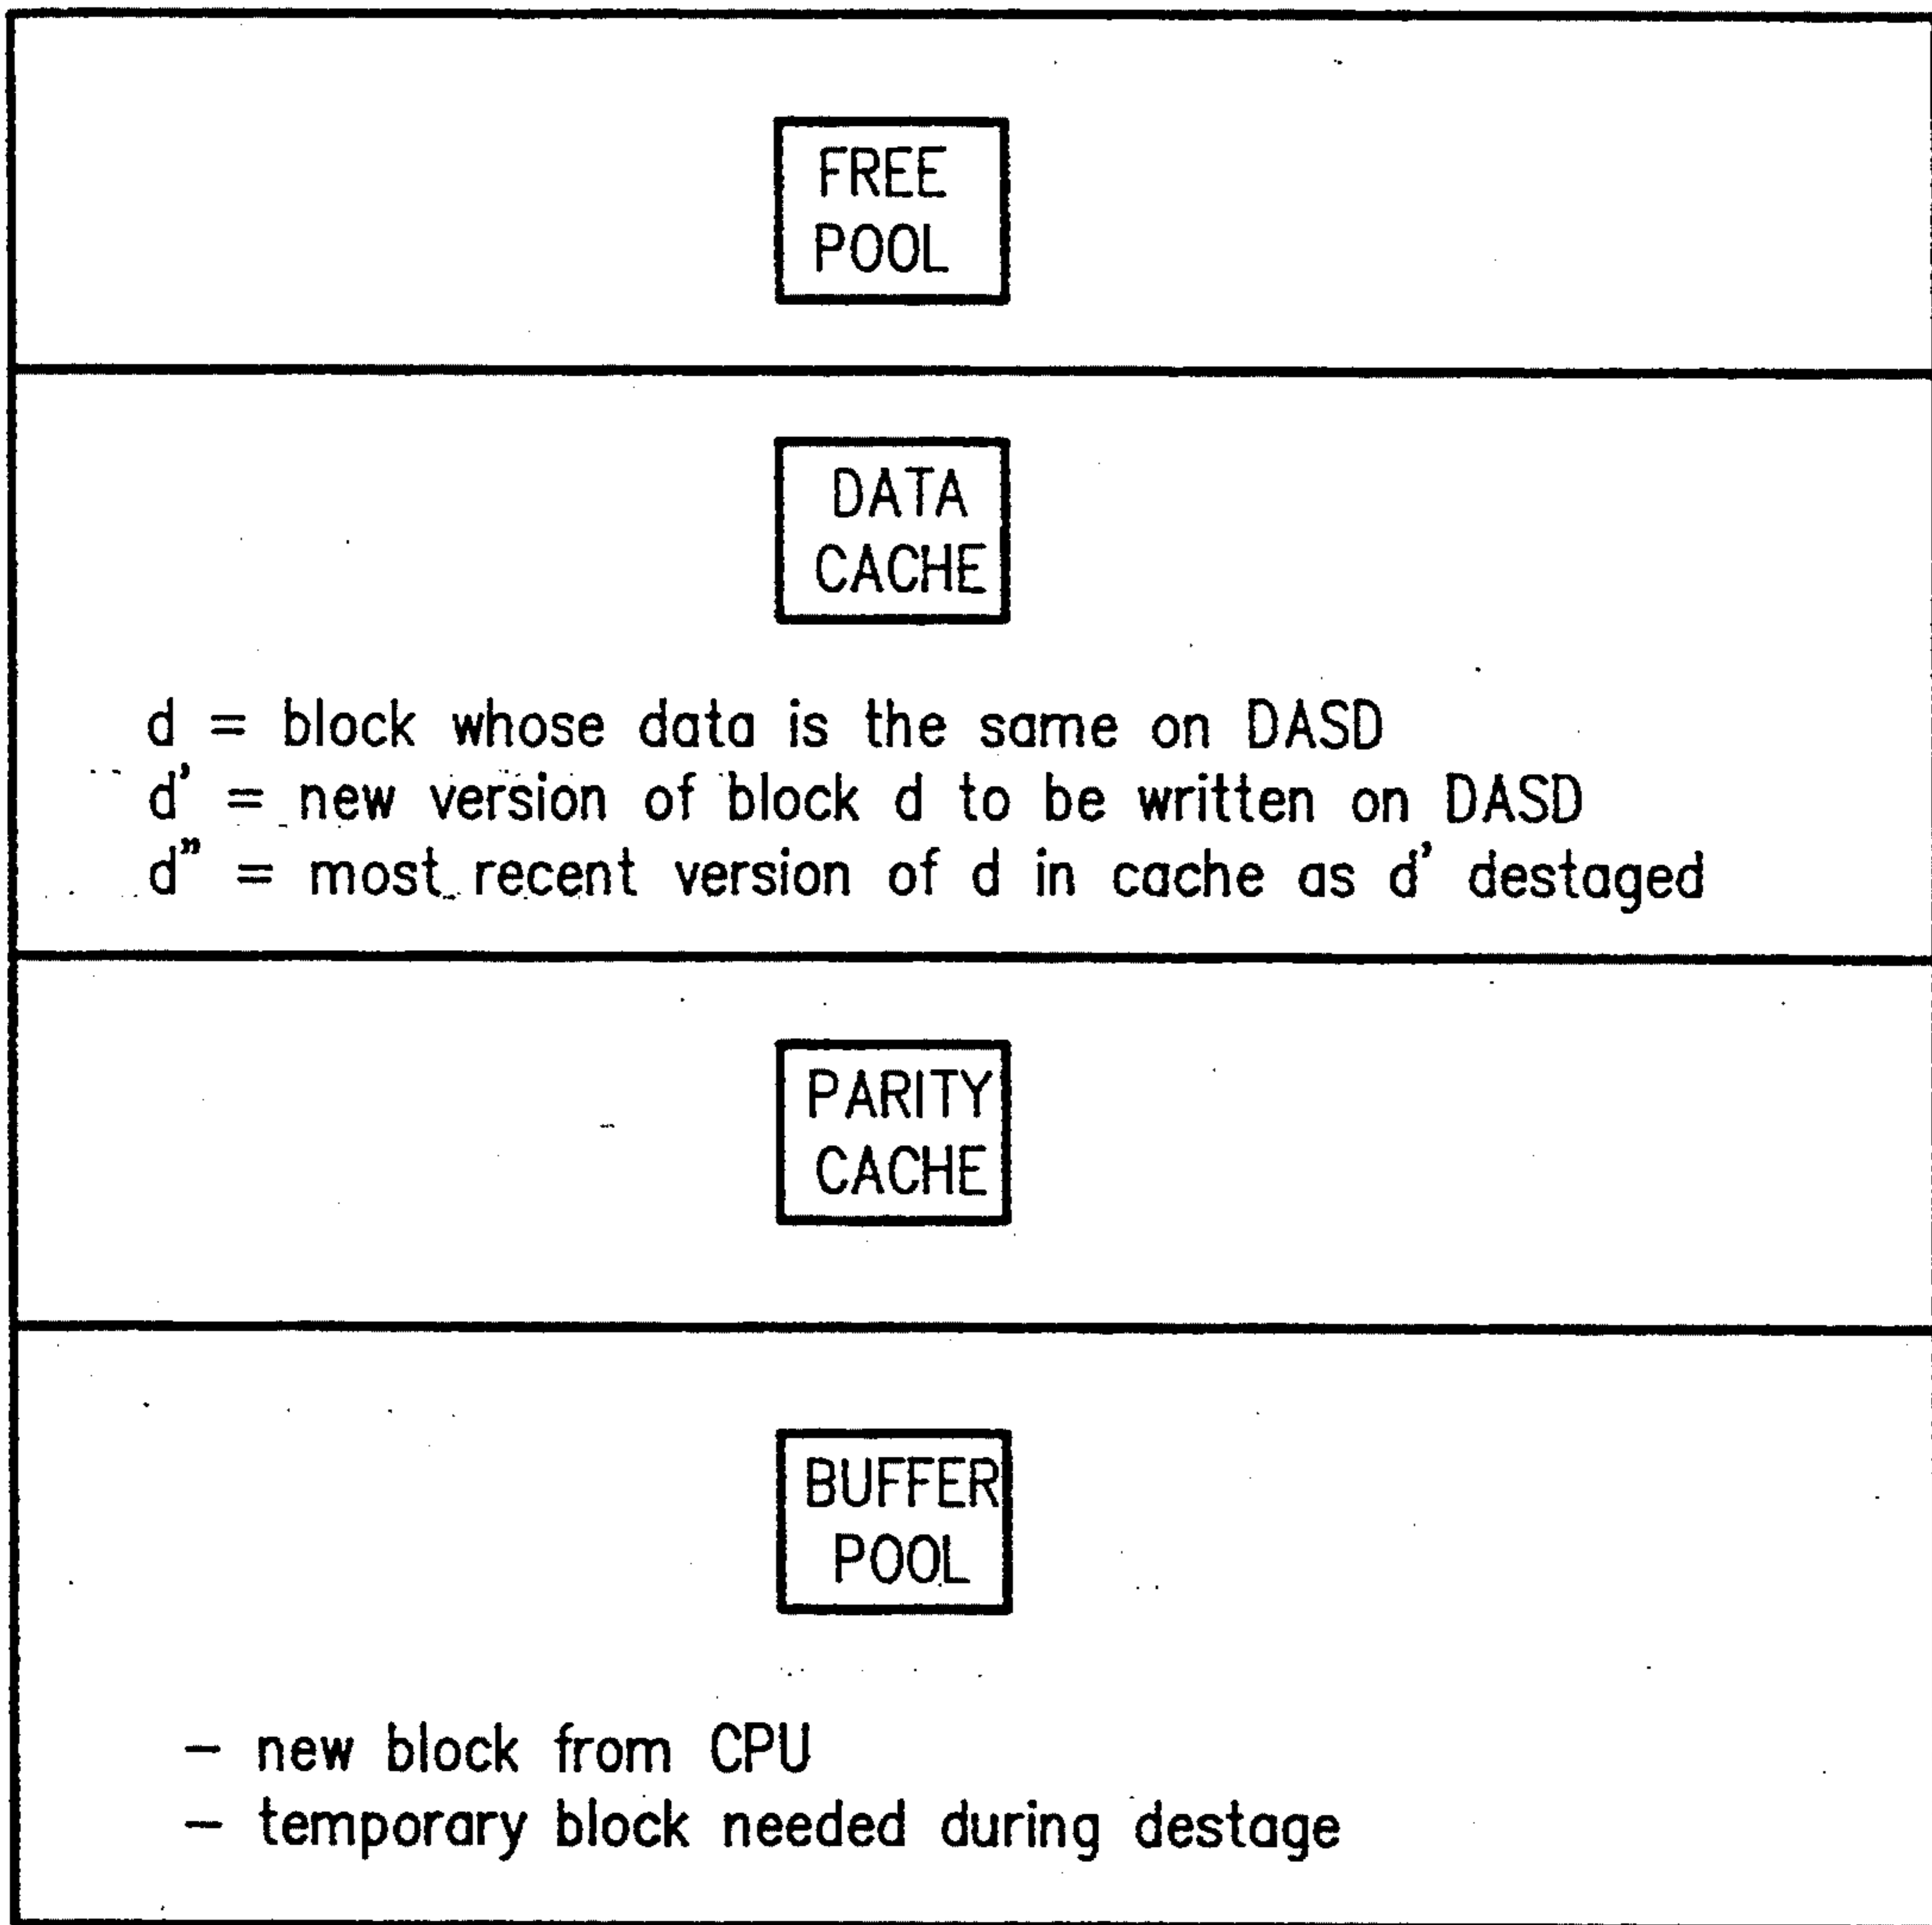 FREE
POOL
DATA
CACHE
d = block whose data is the same on DASD
d' = new version of block d to be written on DASD
d" = most recent version of d in cache as d' destaged
PARITY
CACHE
BUFFER
POOL
- new block from CPU
- temporary block needed during destage